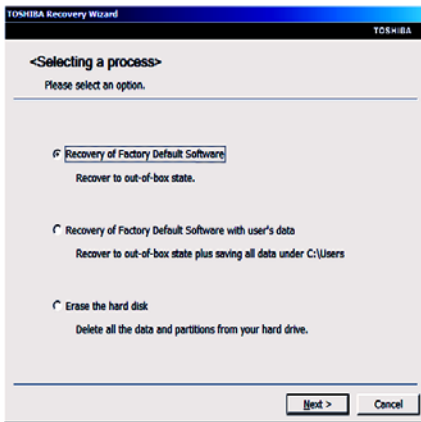 TOSHIBA Recovery Wizard
TOSHIBA
<Selecting a process>
Please select an option.
Recovery of Factory Default Software
Recover to out-of-box state.
Recovery of Factory Default Software with user's data
Recover to out-of-box state plus saving all data under C:\Users
Erase the hard disk
Delete all the data and partitions from your hard drive.
Next >
Cancel